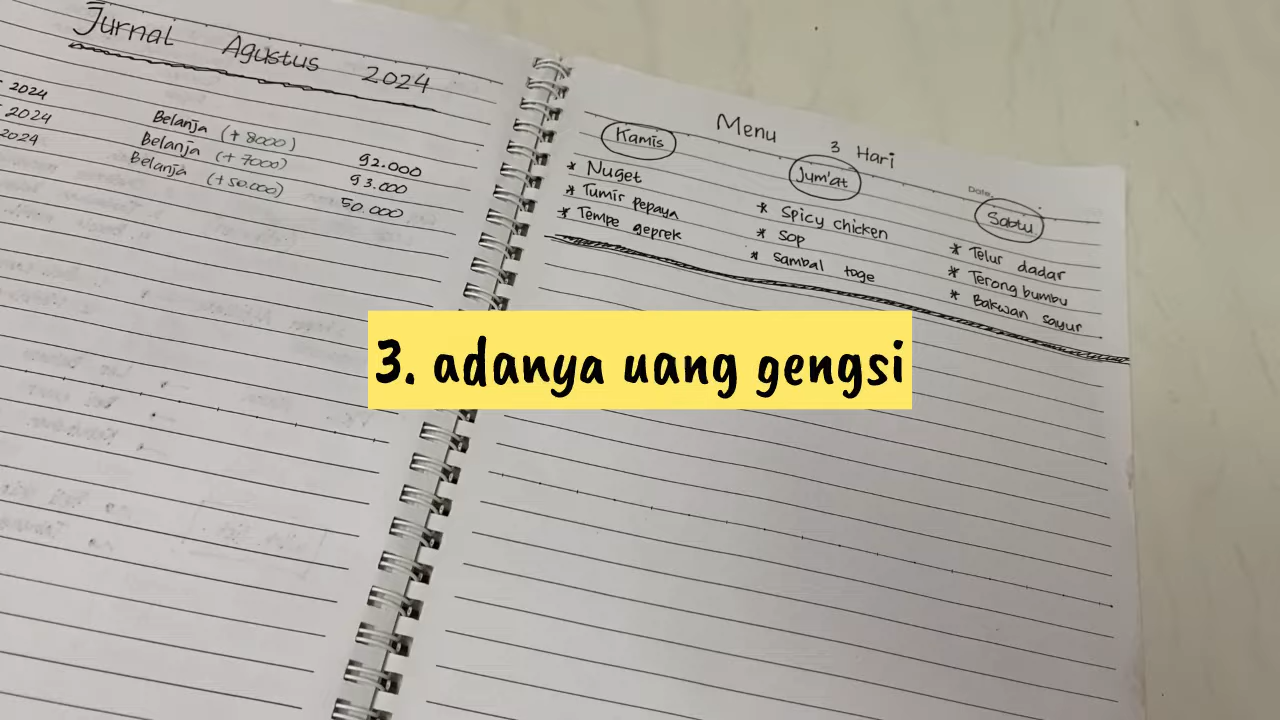 Jurnal Agustus 2024
2024
2024
2024
Belanja (+ 8000) 92.000
Belanja (+ 7000) 93.000
Belanja (+ 50.000) 50.000
Menu 3 Hari
Date
Kamis
* Nuget
* Tumis pepaya
* Tempe geprek
Jum'at
* Spicy chicken
* Sop
* Sambal toge
Sabtu
* Telur dadar
* Terong bumbu
* Bakwan sayur
3. adanya uang gengsi